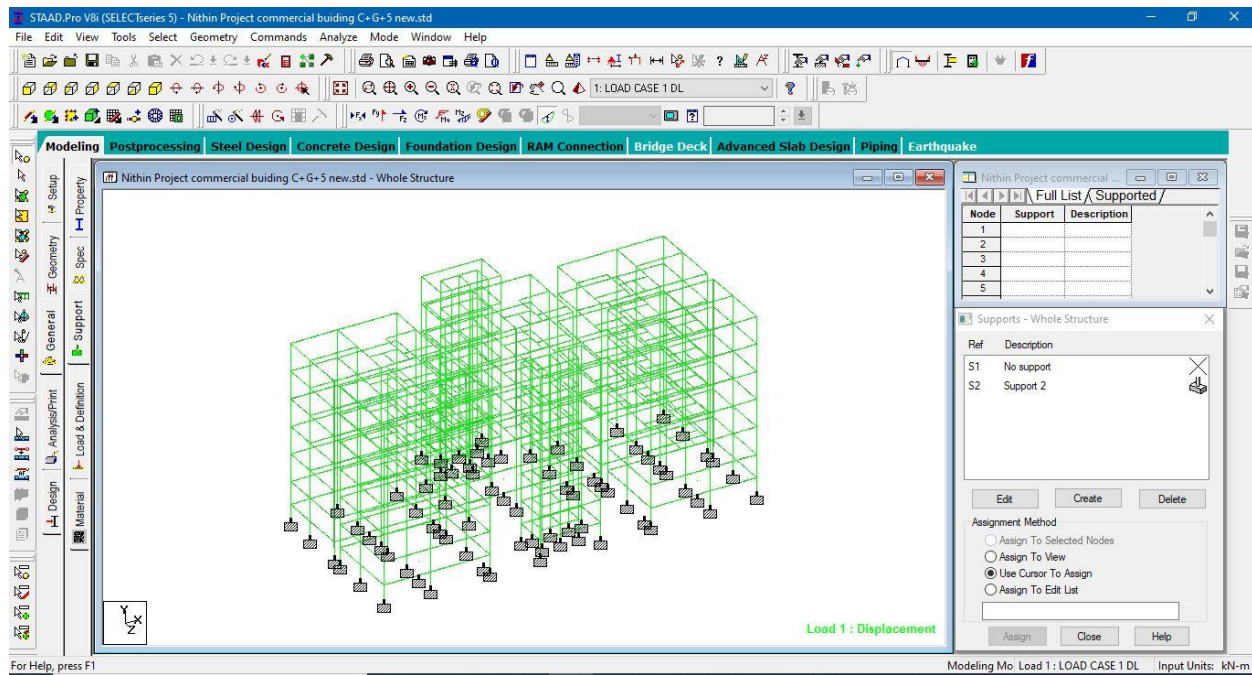 STAAD.Pro V8i (SELECTseries 5) - Nithin Project commercial buiding C+G+5 new.std
File Edit View Tools Select Geometry Commands Analyze Mode Window Help
1: LOAD CASE 1 DL
Modeling Postprocessing Steel Design Concrete Design Foundation Design RAM Connection Bridge Deck Advanced Slab Design Piping Earthquake
Setup
Geometry
General
Analysis/Print
Design
Property
Spec
Support
Load & Definition
Material
Nithin Project commercial buiding C+G+5 new.std - Whole Structure
Load 1 : Displacement
Y
X
Z
Nithin Project commercial ...
Full List Supported
Node Support Description
1
2
3
4
5
Supports - Whole Structure
Ref Description
S1 No support
S2 Support 2
Edit Create Delete
Assignment Method
Assign To Selected Nodes
Assign To View
Use Cursor To Assign
Assign To Edit List
Assign Close Help
For Help, press F1
Modeling Mo Load 1 : LOAD CASE 1 DL Input Units: kN-m